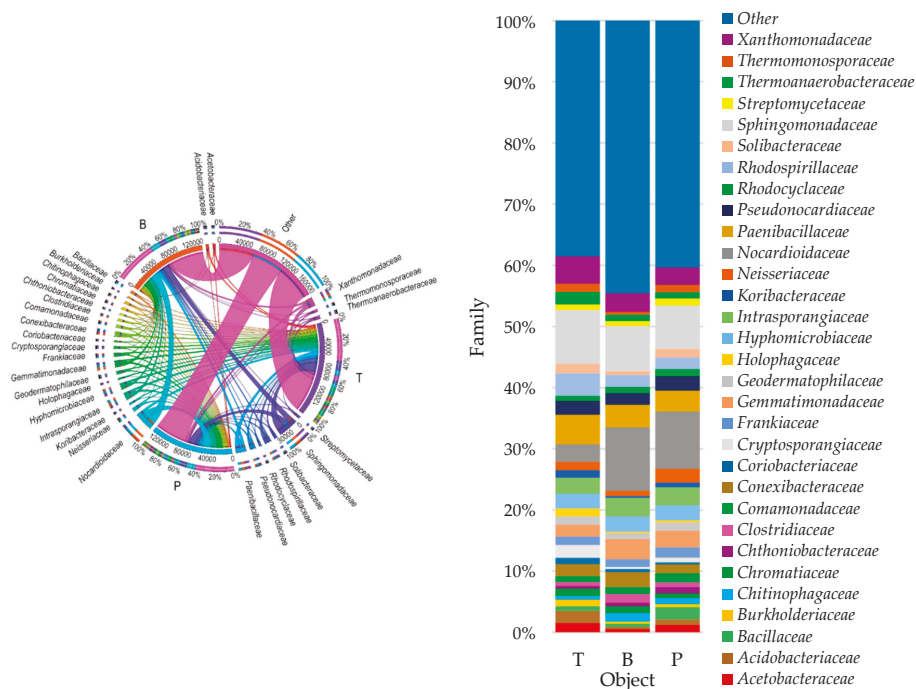 B
Acidobacteriaceae
Acetobacteraceae
Other
Xanthomonadaceae
Thermomonosporaceae
Thermoanaerobacteraceae
T
Streptomycetaceae
Sphingomonadaceae
Solibacteraceae
Rhodospirillaceae
Rhodocyclaceae
Pseudonocardiaceae
Paenibacillaceae
P
Nocardioidaceae
Neisseriaceae
Koribacteraceae
Intrasporangiaceae
Hyphomicrobiaceae
Holophagaceae
Geodermatophilaceae
Gemmatimonadaceae
Frankiaceae
Cryptosporangiaceae
Coriobacteriaceae
Conexibacteraceae
Comamonadaceae
Clostridiaceae
Chthoniobacteraceae
Chromatiaceae
Chitinophagaceae
Burkholderiaceae
Bacillaceae
Family
100%
90%
80%
70%
60%
50%
40%
30%
20%
10%
0%
T B P
Object
Other
Xanthomonadaceae
Thermomonosporaceae
Thermoanaerobacteraceae
Streptomycetaceae
Sphingomonadaceae
Solibacteraceae
Rhodospirillaceae
Rhodocyclaceae
Pseudonocardiaceae
Paenibacillaceae
Nocardioidaceae
Neisseriaceae
Koribacteraceae
Intrasporangiaceae
Hyphomicrobiaceae
Holophagaceae
Geodermatophilaceae
Gemmatimonadaceae
Frankiaceae
Cryptosporangiaceae
Coriobacteriaceae
Conexibacteraceae
Comamonadaceae
Clostridiaceae
Chthoniobacteraceae
Chromatiaceae
Chitinophagaceae
Burkholderiaceae
Bacillaceae
Acidobacteriaceae
Acetobacteraceae